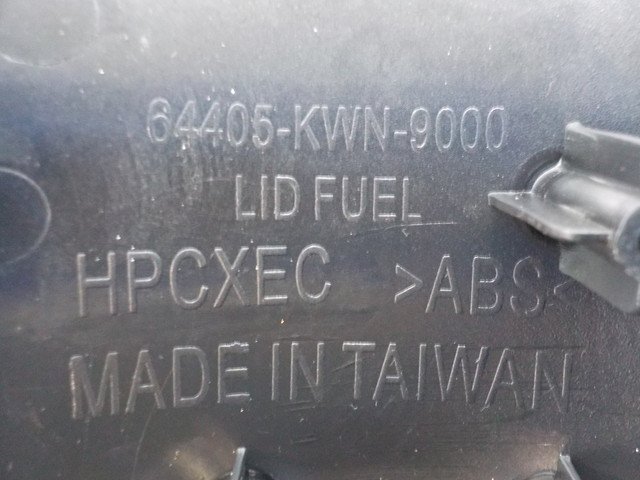 64405-KWN-9000
LID FUEL
HPCXEC >ABS<
MADE IN TAIWAN